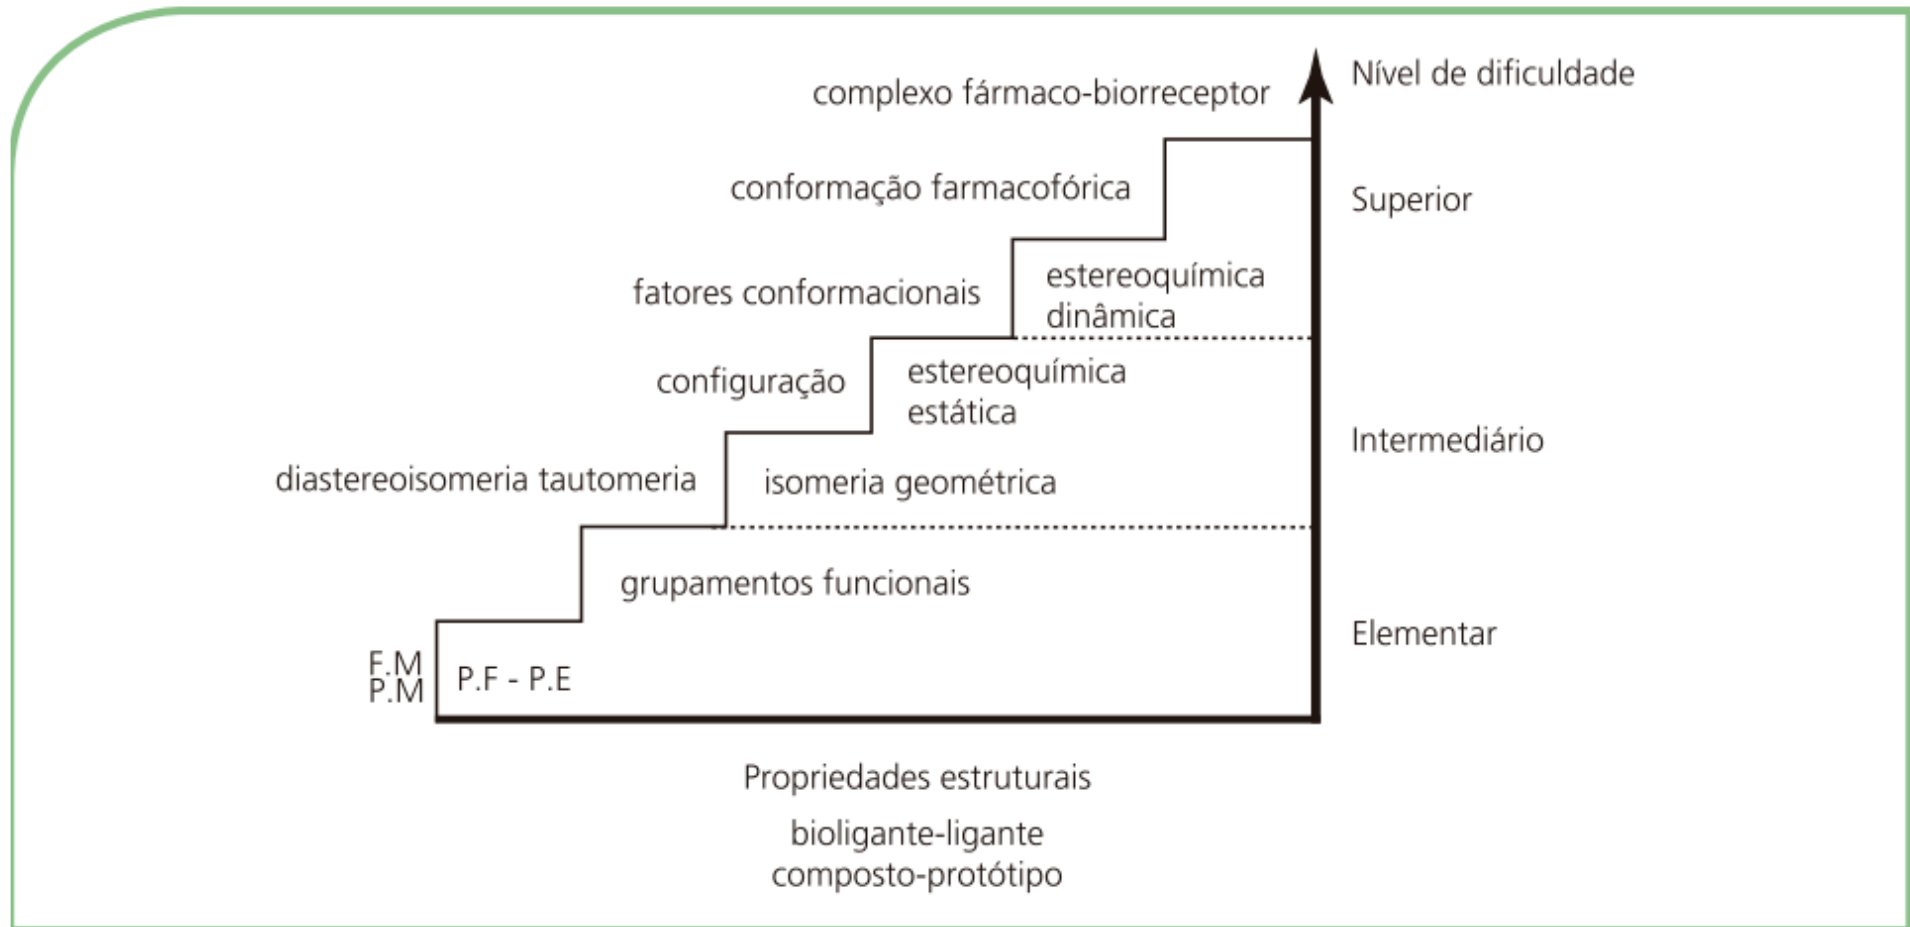 Nível de dificuldade
complexo fármaco-biorreceptor
conformação farmacofórica
Superior
fatores conformacionais
estereoquímica
dinâmica
configuração
estereoquímica
estática
Intermediário
diastereoisomeria tautomeria
isomeria geométrica
grupamentos funcionais
Elementar
F.M
P.M
P.F - P.E
Propriedades estruturais
bioligante-ligante
composto-protótipo